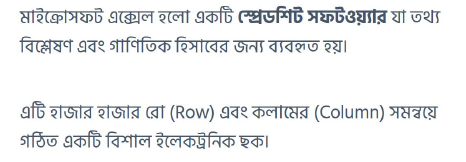 মাইক্রোসফট এক্সেল হলো একটি স্প্রেডশিট সফটওয়্যার যা তথ্য
বিশ্লেষণ এবং গাণিতিক হিসাবের জন্য ব্যবহৃত হয়।
এটি হাজার হাজার রো (Row) এবং কলামের (Column) সমন্বয়ে
গঠিত একটি বিশাল ইলেকট্রনিক ছক।